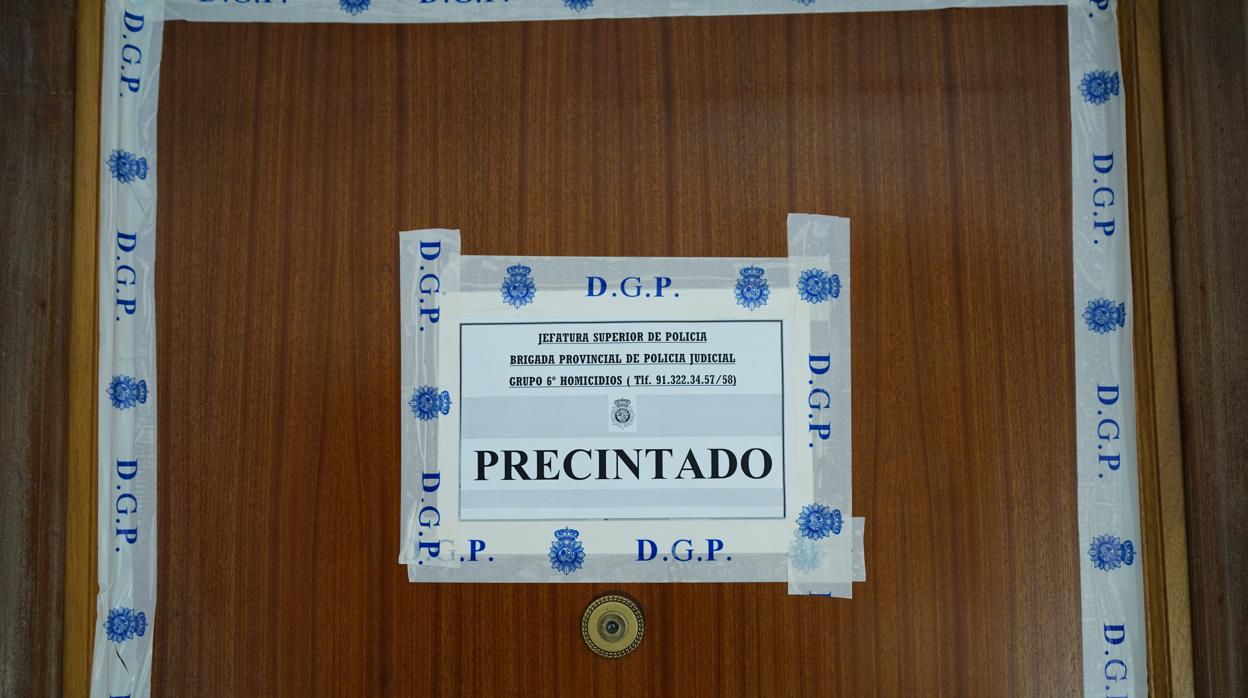 D.G.P.
D.G.P.
D.G.P.
D.G.P.
D.G.P.
D.G.P.
D.G.P.
D.G.P.
D.G.P.
JEFATURA SUPERIOR DE POLICIA
BRIGADA PROVINCIAL DE POLICIA JUDICIAL
GRUPO 6º HOMICIDIOS ( Tlf. 91.322.34.57/58)
PRECINTADO
D.G.P.
D.G.P.
D.G.P.
G.P.
D.G.P.
D.G.